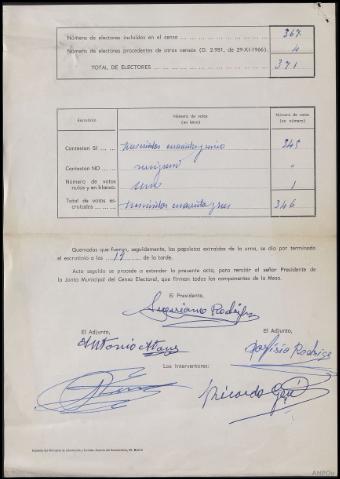 Número de electores incluidos en el censo 367
Número de electores procedentes de otros censos (D. 2.981, de 29-XI-1966) 4
TOTAL DE ELECTORES 371
Escrutinio Número de votos (en letra) Número de votos (en número)
Contestan SI trescientos cuarenta y cinco 345
Contestan NO ninguno "
Número de votos nulos y en blanco uno 1
Total de votos escrutados trescientos cuarenta y seis 346
Quemadas que fueron, seguidamente, las papeletas extraídas de la urna, se dio por terminado
el escrutinio a las 19 de la tarde.
Acto seguido se procede a extender la presente acta, para remitir al señor Presidente de
la Junta Municipal del Censo Electoral, que firman todos los componentes de la Mesa.
El Presidente,
Rodríguez
El Adjunto, El Adjunto,
Antonio
Los Interventores:
Ricardo